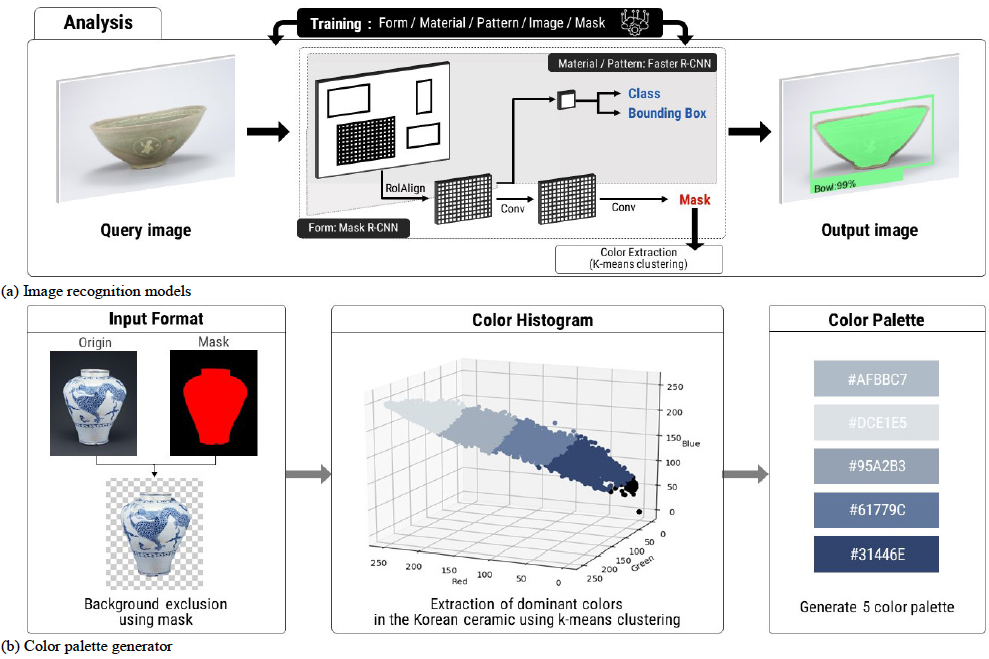 Analysis
Training : Form / Material / Pattern / Image / Mask
Material / Pattern: Faster R-CNN
Class
Bounding Box
RoIAlign
Conv
Conv
Mask
Form: Mask R-CNN
Color Extraction
(K-means clustering)
Query image
Bowl:99%
Output image
(a) Image recognition models
Input Format
Origin
Mask
Background exclusion
using mask
Color Histogram
250
200
150
Blue
100
50
0
250
200
150
100
50
0
Red
0
50
100
150
200
250
Green
Extraction of dominant colors
in the Korean ceramic using k-means clustering
Color Palette
#AFBBC7
#DCE1E5
#95A2B3
#61779C
#31446E
Generate 5 color palette
(b) Color palette generator